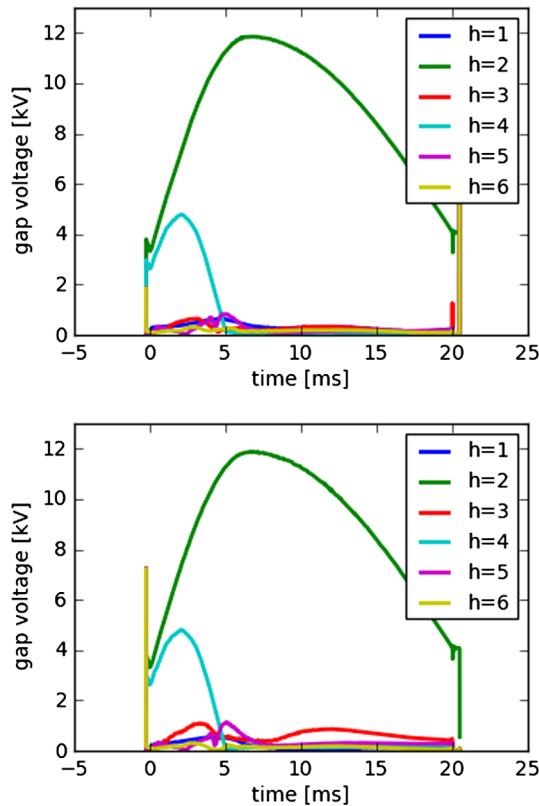 12
10
8
6
4
2
0
gap voltage [kV]
h=1
h=2
h=3
h=4
h=5
h=6
-5 0 5 10 15 20 25
time [ms]
12
10
8
6
4
2
0
gap voltage [kV]
h=1
h=2
h=3
h=4
h=5
h=6
-5 0 5 10 15 20 25
time [ms]